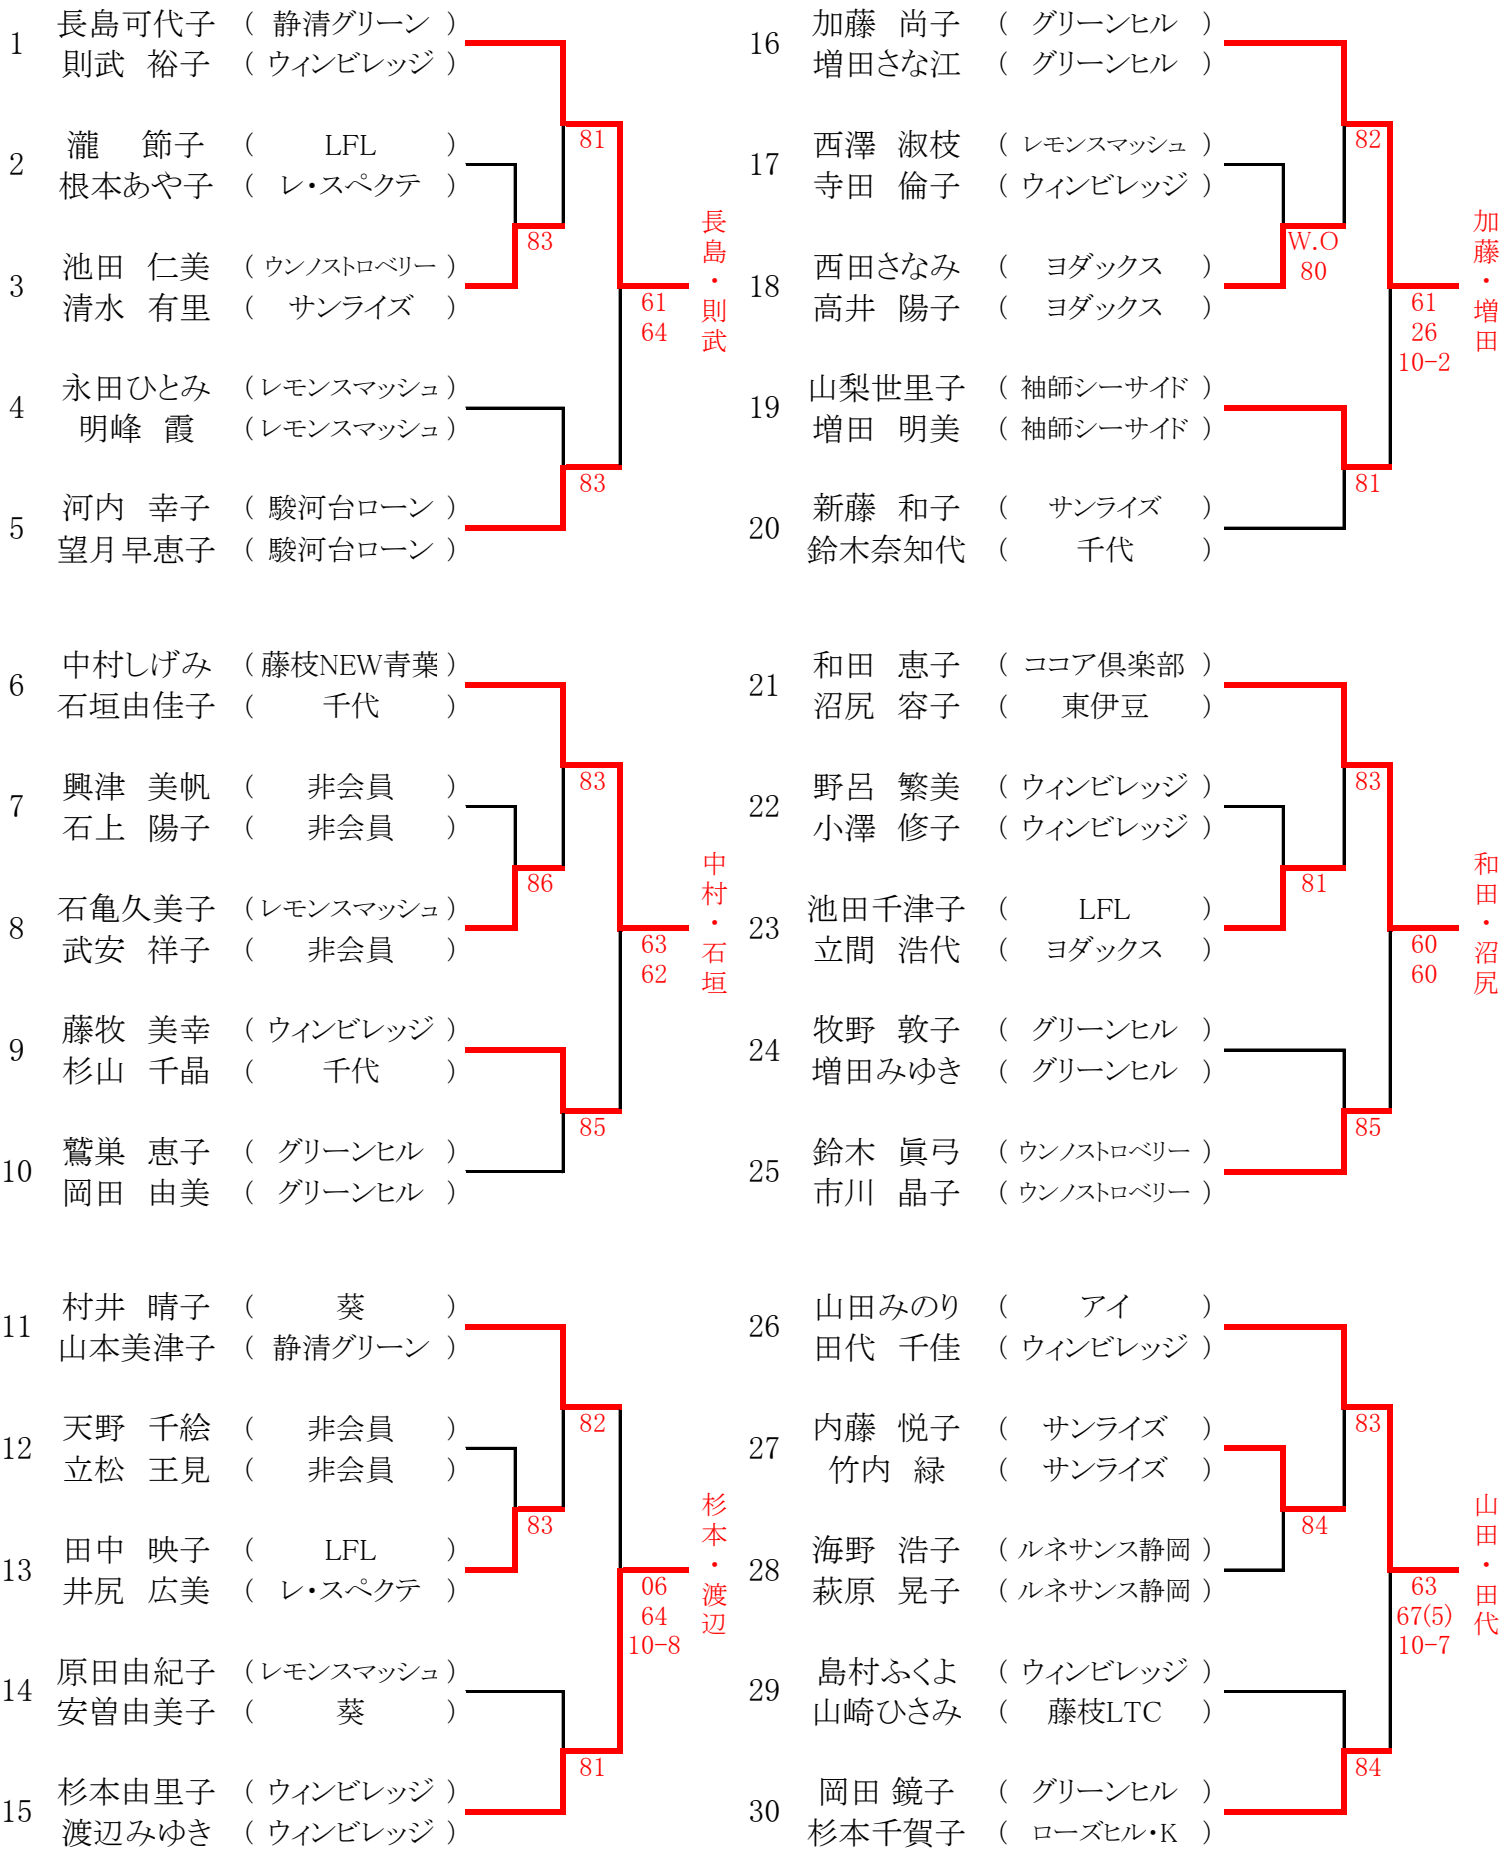 1
長島可代子 ( 静清グリーン )
則武 裕子 ( ウィンビレッジ )
2
瀧 節子 ( LFL )
根本あや子 ( レ・スペクテ )
3
池田 仁美 ( ウンノストロベリー )
清水 有里 ( サンライズ )
4
永田ひとみ ( レモンスマッシュ )
明峰 霞 ( レモンスマッシュ )
5
河内 幸子 ( 駿河台ローン )
望月早恵子 ( 駿河台ローン )
81
83
83
61
64
長島・則武
6
中村しげみ ( 藤枝NEW青葉 )
石垣由佳子 ( 千代 )
7
興津 美帆 ( 非会員 )
石上 陽子 ( 非会員 )
8
石亀久美子 ( レモンスマッシュ )
武安 祥子 ( 非会員 )
9
藤牧 美幸 ( ウィンビレッジ )
杉山 千晶 ( 千代 )
10
鷲巣 恵子 ( グリーンヒル )
岡田 由美 ( グリーンヒル )
83
86
85
63
62
中村・石垣
11
村井 晴子 ( 葵 )
山本美津子 ( 静清グリーン )
12
天野 千絵 ( 非会員 )
立松 王見 ( 非会員 )
13
田中 映子 ( LFL )
井尻 広美 ( レ・スペクテ )
14
原田由紀子 ( レモンスマッシュ )
安曽由美子 ( 葵 )
15
杉本由里子 ( ウィンビレッジ )
渡辺みゆき ( ウィンビレッジ )
82
83
81
06
64
10-8
杉本・渡辺
16
加藤 尚子 ( グリーンヒル )
増田さな江 ( グリーンヒル )
17
西澤 淑枝 ( レモンスマッシュ )
寺田 倫子 ( ウィンビレッジ )
18
西田さなみ ( ヨダックス )
高井 陽子 ( ヨダックス )
19
山梨世里子 ( 袖師シーサイド )
増田 明美 ( 袖師シーサイド )
20
新藤 和子 ( サンライズ )
鈴木奈知代 ( 千代 )
82
W.O
80
81
61
26
10-2
加藤・増田
21
和田 恵子 ( ココア倶楽部 )
沼尻 容子 ( 東伊豆 )
22
野呂 繁美 ( ウィンビレッジ )
小澤 修子 ( ウィンビレッジ )
23
池田千津子 ( LFL )
立間 浩代 ( ヨダックス )
24
牧野 敦子 ( グリーンヒル )
増田みゆき ( グリーンヒル )
25
鈴木 眞弓 ( ウンノストロベリー )
市川 晶子 ( ウンノストロベリー )
83
81
85
60
60
和田・沼尻
26
山田みのり ( アイ )
田代 千佳 ( ウィンビレッジ )
27
内藤 悦子 ( サンライズ )
竹内 緑 ( サンライズ )
28
海野 浩子 ( ルネサンス静岡 )
萩原 晃子 ( ルネサンス静岡 )
29
島村ふくよ ( ウィンビレッジ )
山崎ひさみ ( 藤枝LTC )
30
岡田 鏡子 ( グリーンヒル )
杉本千賀子 ( ローズヒル・K )
83
84
84
63
67(5)
10-7
山田・田代